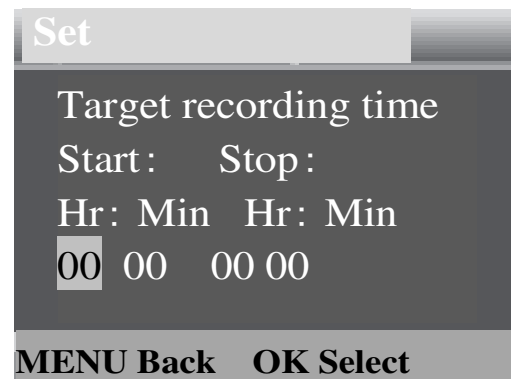 Set
Target recording time
Start: Stop:
Hr: Min Hr: Min
00 00 00 00
MENU Back OK Select